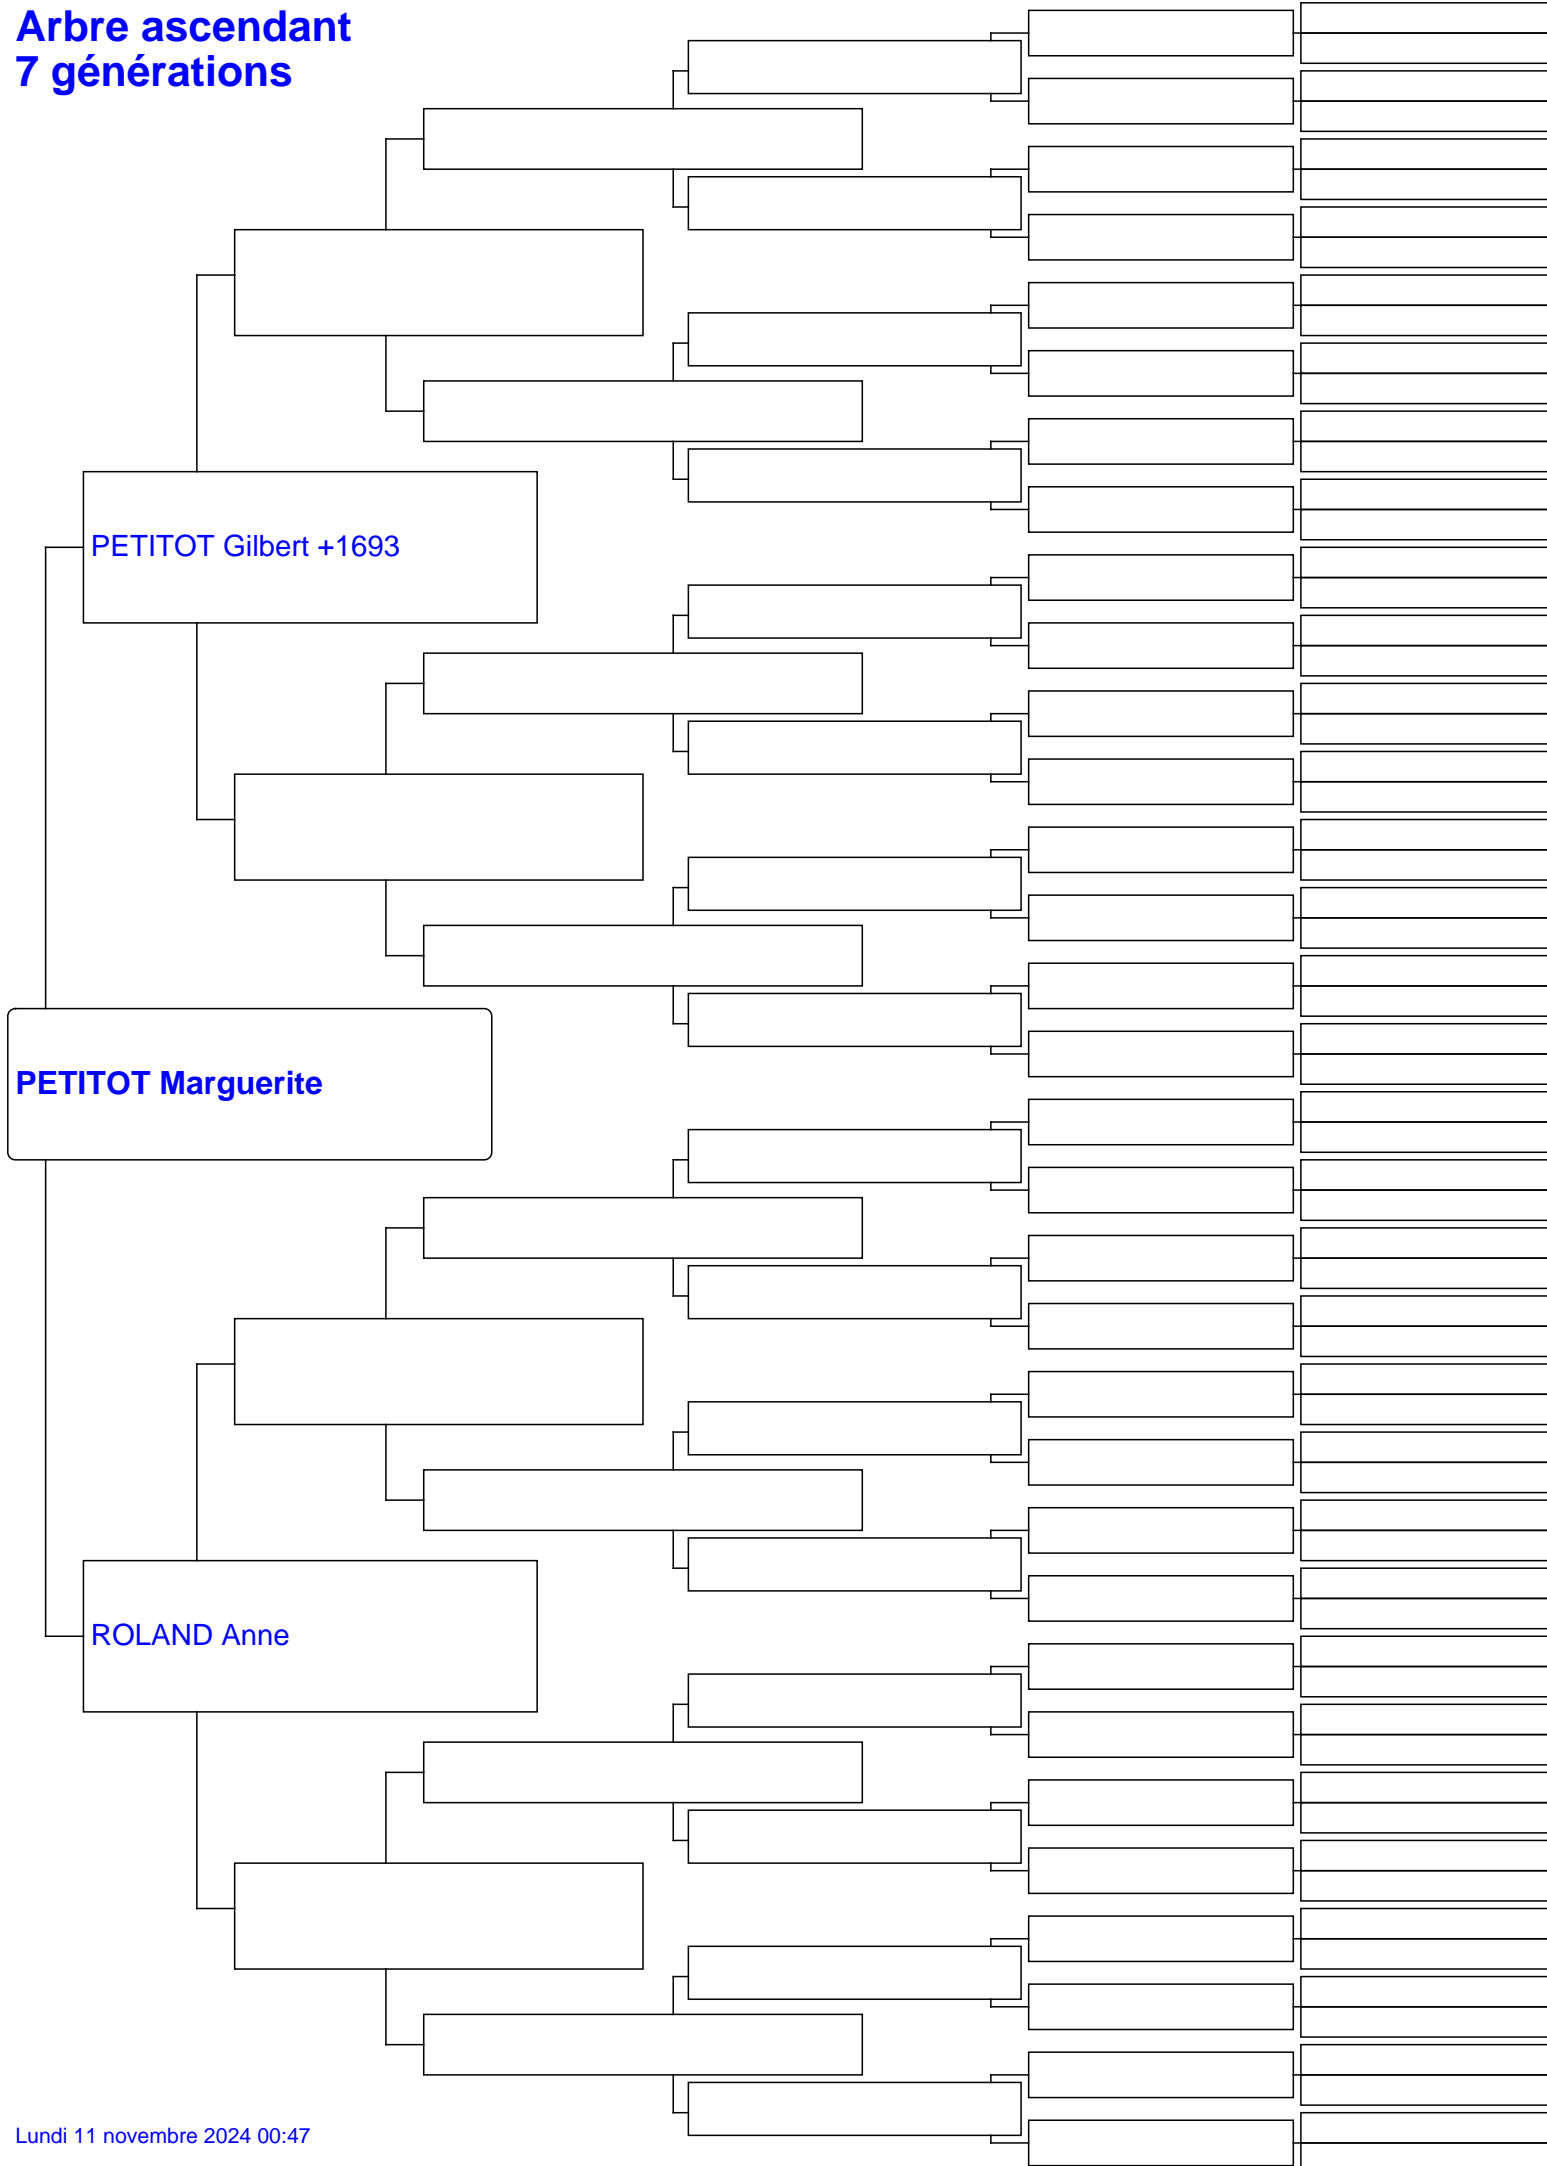 Arbre ascendant
7 générations
PETITOT Gilbert +1693
PETITOT Marguerite
ROLAND Anne
Lundi 11 novembre 2024 00:47